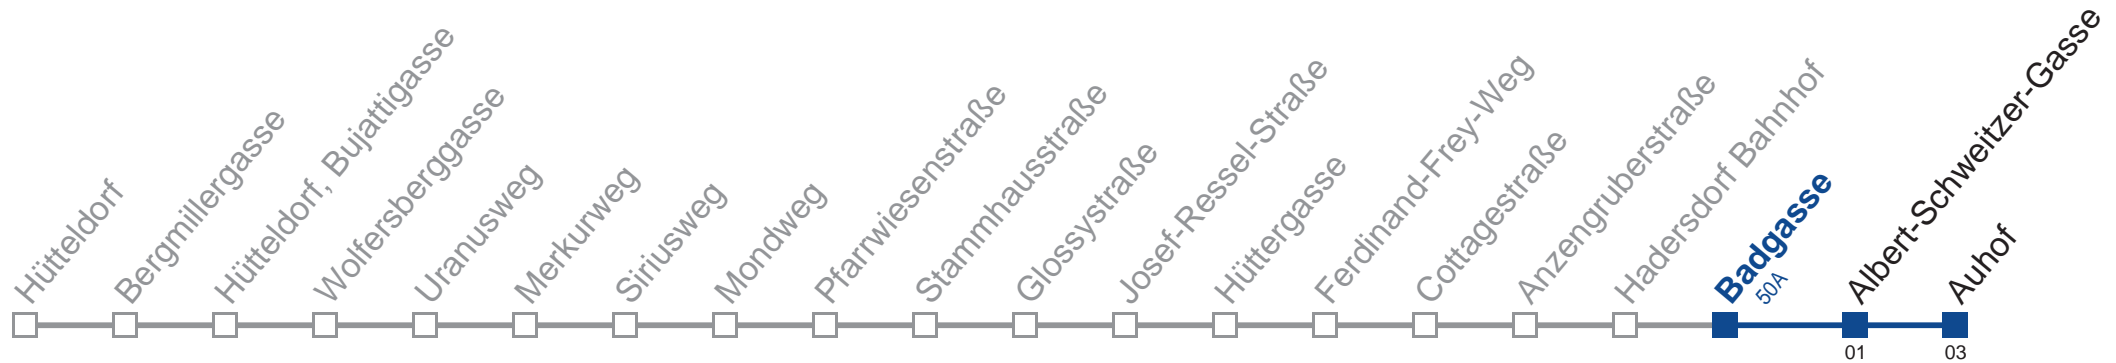 Hütteldorf
Bergmillergasse
Hütteldorf, Bujattigasse
Wolfersberggasse
Uranusweg
Merkurweg
Siriusweg
Mondweg
Pfarrwiesenstraße
Stammhausstraße
Glossystraße
Josef-Ressel-Straße
Hüttergasse
Ferdinand-Frey-Weg
Cottagestraße
Anzengruberstraße
Hadersdorf Bahnhof
Badgasse
50A
Albert-Schweitzer-Gasse
Auhof
01
03